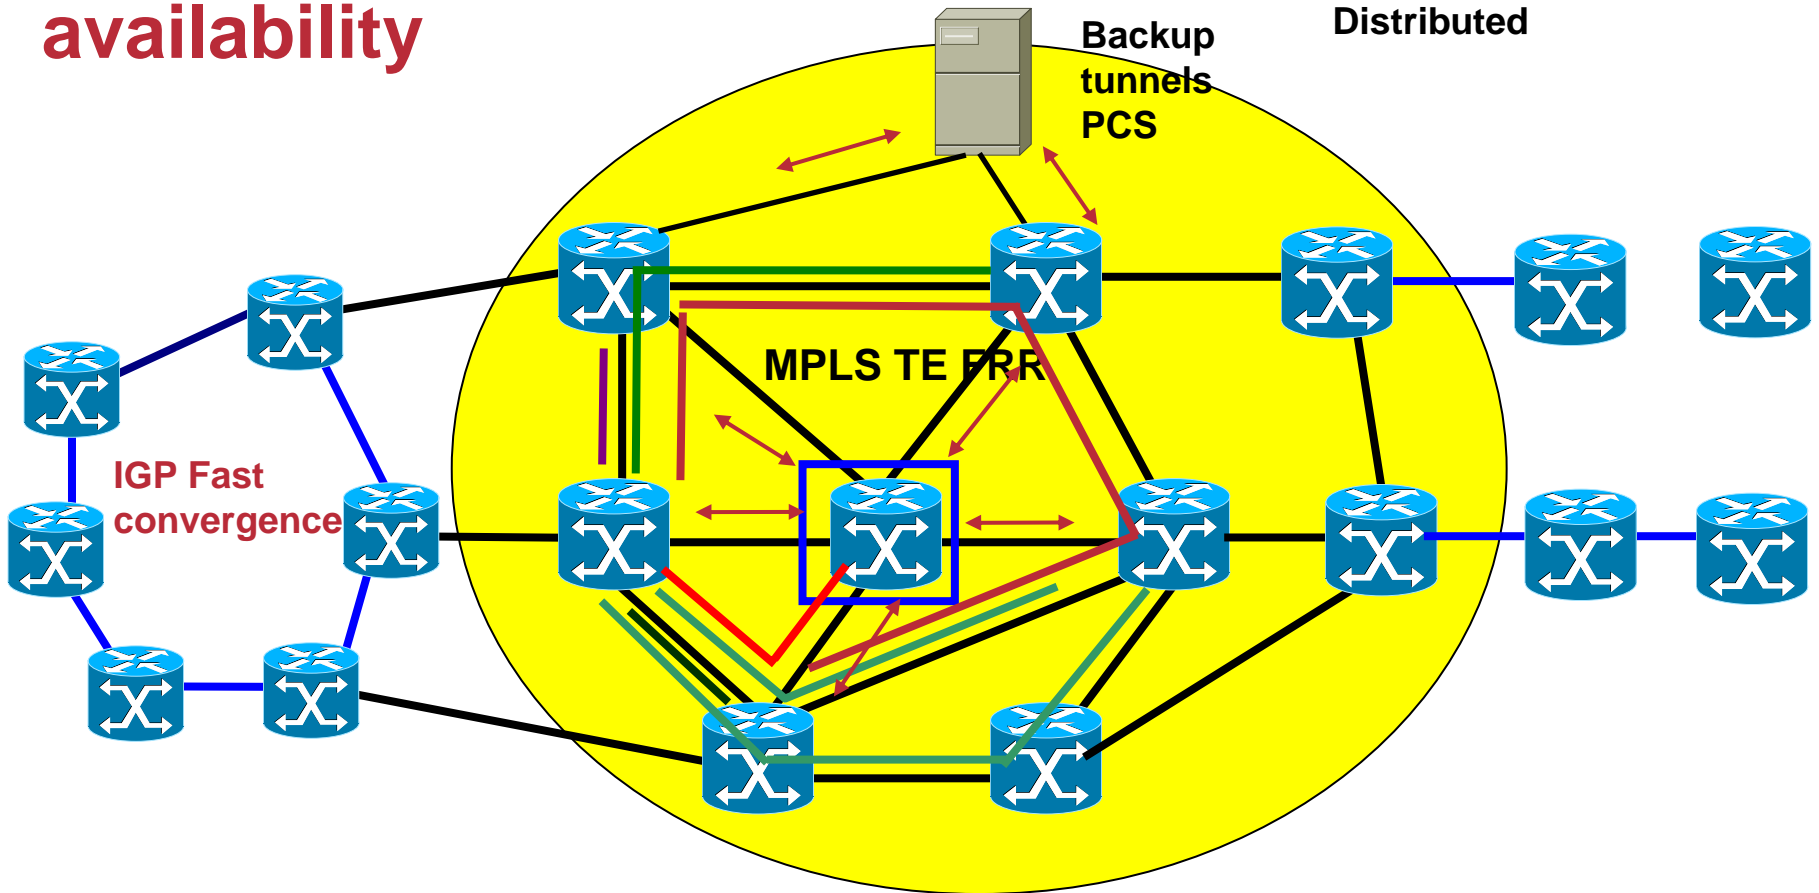 availability
Distributed
Backup
tunnels
PCS
MPLS TE FRR
IGP Fast
convergence